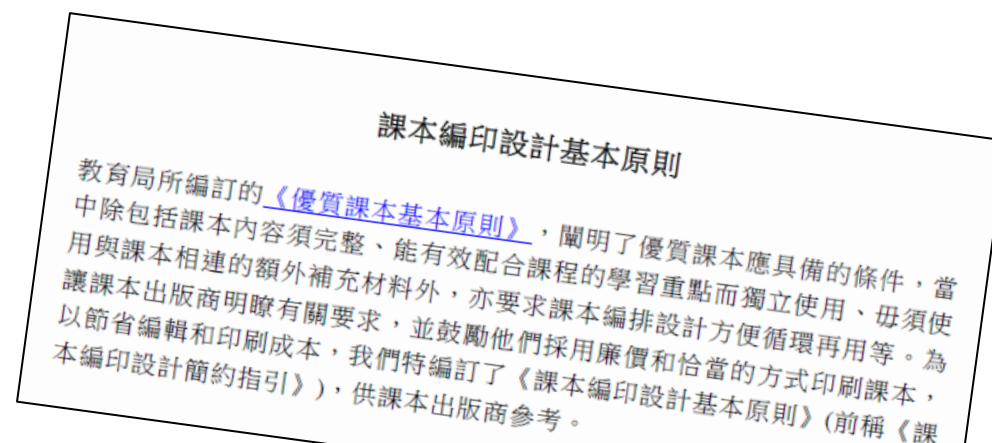 課本編印設計基本原則
教育局所編訂的《優質課本基本原則》，闡明了優質課本應具備的條件，當
中除包括課本內容須完整、能有效配合課程的學習重點而獨立使用、毋須使
用與課本相連的額外補充材料外，亦要求課本編排設計方便循環再用等。為
讓課本出版商明瞭有關要求，並鼓勵他們採用廉價和恰當的方式印刷課本，
以節省編輯和印刷成本，我們特編訂了《課本編印設計基本原則》(前稱《課
本編印設計簡約指引》)，供課本出版商參考。